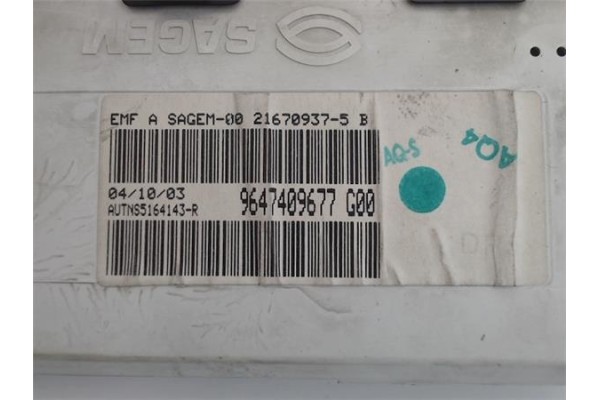 SAGEM
EMF A SAGEM-00 21670937-5 B
AQ-S
AQ4
04/10/03
9647409677 G00
AUTNS5164143-R